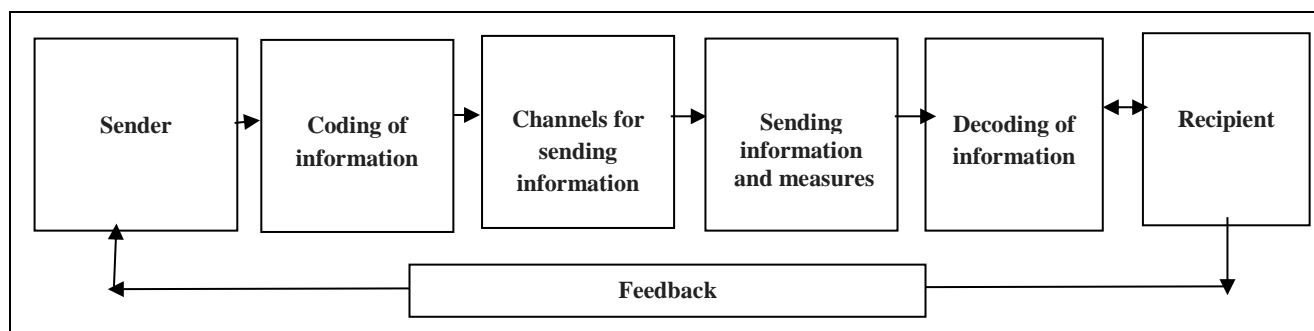 Sender
Coding of
information
Channels for
sending
information
Sending
information
and measures
Decoding of
information
Recipient
Feedback